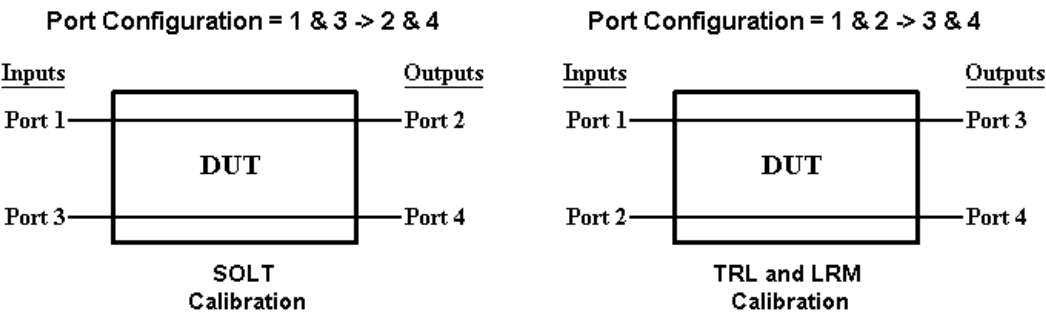 Port Configuration = 1 & 3 -> 2 & 4
Inputs
Outputs
Port 1
Port 2
DUT
Port 3
Port 4
SOLT
Calibration
Port Configuration = 1 & 2 -> 3 & 4
Inputs
Outputs
Port 1
Port 3
DUT
Port 2
Port 4
TRL and LRM
Calibration